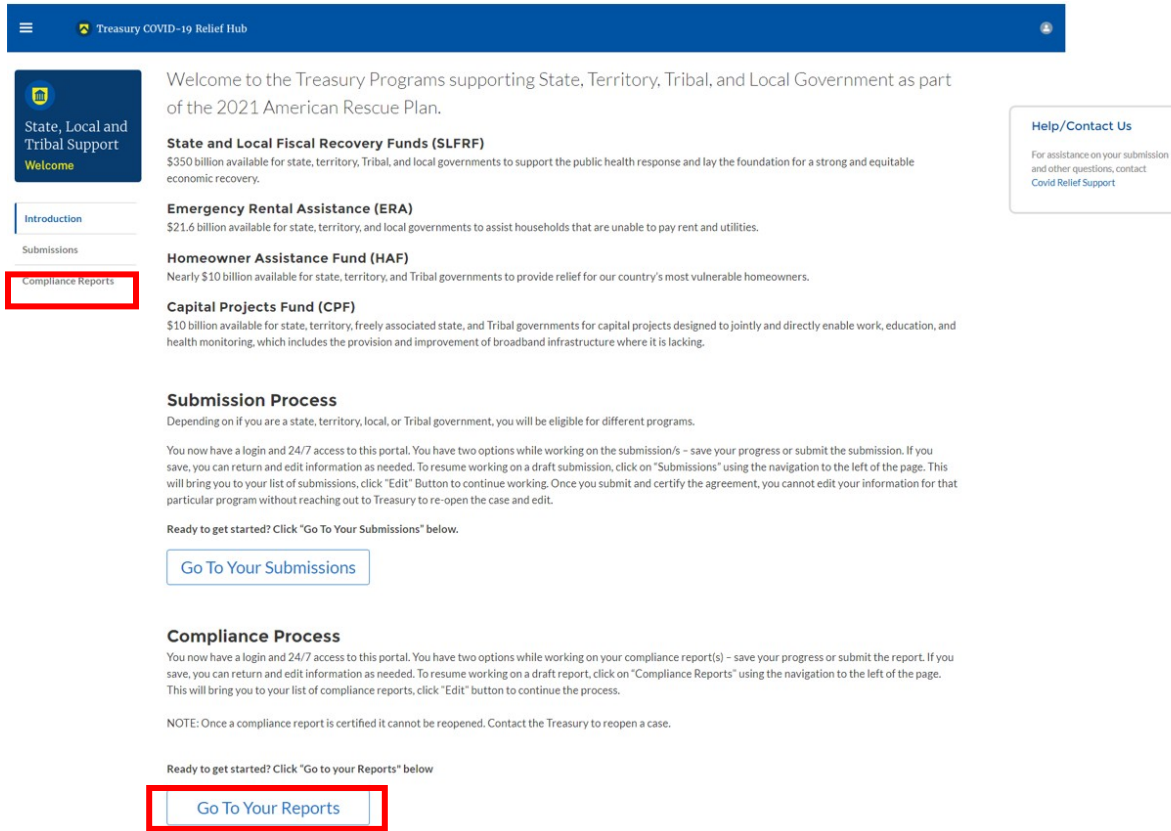 Treasury COVID-19 Relief Hub
State, Local and
Tribal Support
Welcome
Introduction
Submissions
Compliance Reports
Welcome to the Treasury Programs supporting State, Territory, Tribal, and Local Government as part
of the 2021 American Rescue Plan.
State and Local Fiscal Recovery Funds (SLFRF)
$350 billion available for state, territory, Tribal, and local governments to support the public health response and lay the foundation for a strong and equitable
economic recovery.
Emergency Rental Assistance (ERA)
$21.6 billion available for state, territory, and local governments to assist households that are unable to pay rent and utilities.
Homeowner Assistance Fund (HAF)
Nearly $10 billion available for state, territory, and Tribal governments to provide relief for our country's most vulnerable homeowners.
Capital Projects Fund (CPF)
$10 billion available for state, territory, freely associated state, and Tribal governments for capital projects designed to jointly and directly enable work, education, and
health monitoring, which includes the provision and improvement of broadband infrastructure where it is lacking.
Submission Process
Depending on if you are a state, territory, local, or Tribal government, you will be eligible for different programs.
You now have a login and 24/7 access to this portal. You have two options while working on the submission/s – save your progress or submit the submission. If you
save, you can return and edit information as needed. To resume working on a draft submission, click on "Submissions" using the navigation to the left of the page. This
will bring you to your list of submissions, click "Edit" Button to continue working. Once you submit and certify the agreement, you cannot edit your information for that
particular program without reaching out to Treasury to re-open the case and edit.
Ready to get started? Click "Go To Your Submissions" below.
Go To Your Submissions
Compliance Process
You now have a login and 24/7 access to this portal. You have two options while working on your compliance report(s) – save your progress or submit the report. If you
save, you can return and edit information as needed. To resume working on a draft report, click on "Compliance Reports" using the navigation to the left of the page.
This will bring you to your list of compliance reports, click "Edit" button to continue the process.
NOTE: Once a compliance report is certified it cannot be reopened. Contact the Treasury to reopen a case.
Ready to get started? Click "Go to your Reports" below
Go To Your Reports
Help/Contact Us
For assistance on your submission
and other questions, contact
Covid Relief Support